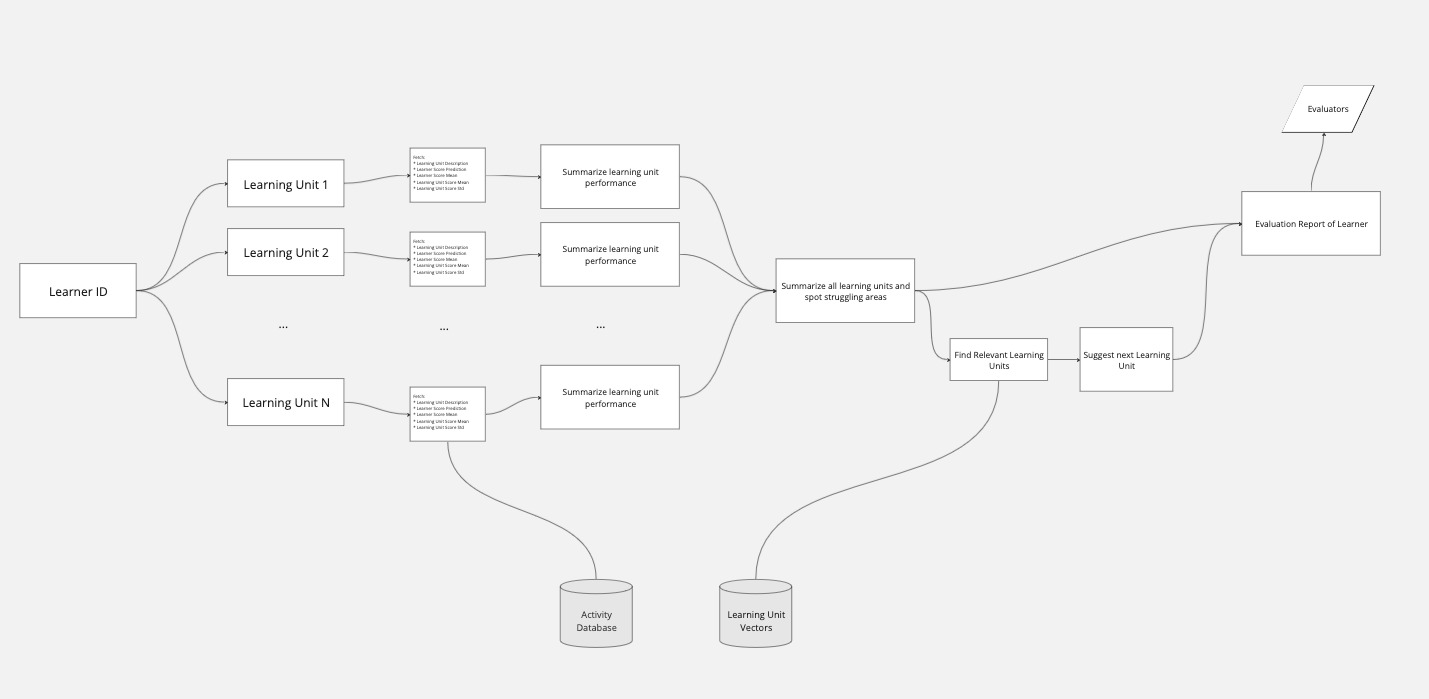 Evaluators
Learning Unit 1
Fetch:
* Learning Unit Description
* Learner Score Prediction
* Learner Score Mean
* Learning Unit Score Mean
* Learning Unit Score Std
Summarize learning unit
performance
Evaluation Report of Learner
Learning Unit 2
Fetch:
* Learning Unit Description
* Learner Score Prediction
* Learner Score Mean
* Learning Unit Score Mean
* Learning Unit Score Std
Summarize learning unit
performance
Learner ID
Summarize all learning units and
spot struggling areas
...
...
...
Find Relevant Learning
Units
Suggest next Learning
Unit
Learning Unit N
Fetch:
* Learning Unit Description
* Learner Score Prediction
* Learner Score Mean
* Learning Unit Score Mean
* Learning Unit Score Std
Summarize learning unit
performance
Activity
Database
Learning Unit
Vectors